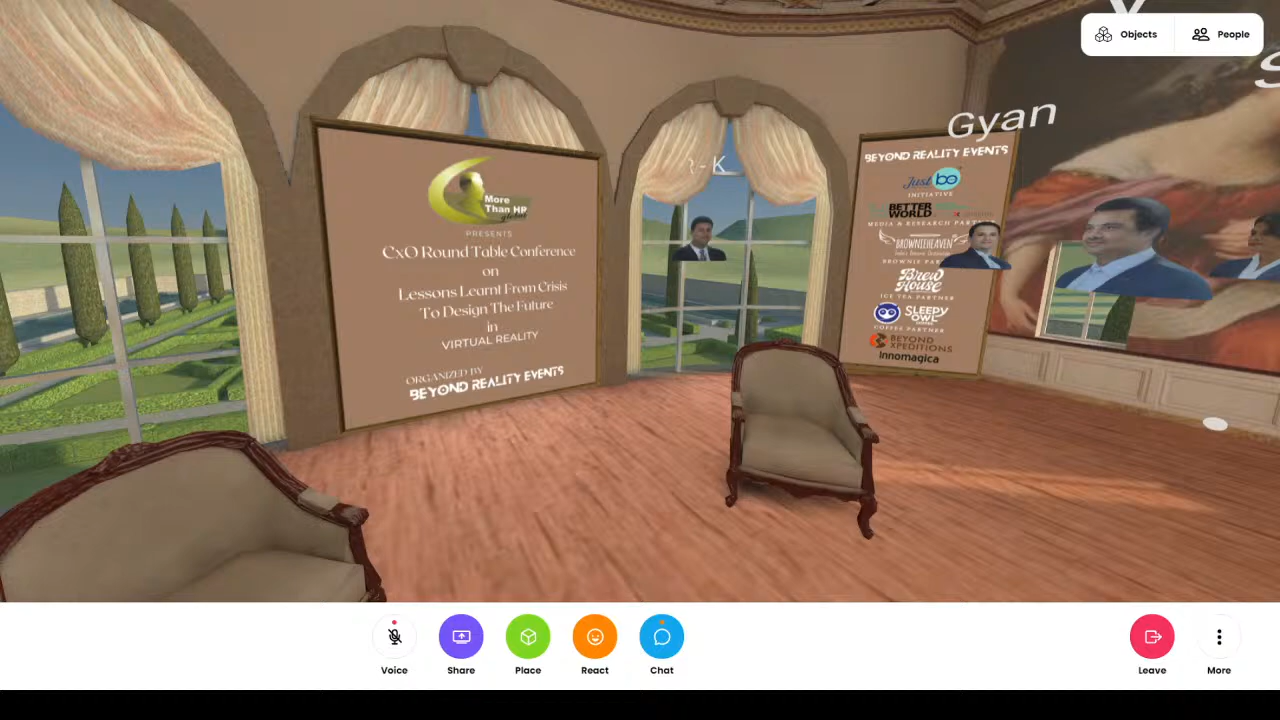 Objects
People
More
Than HR
global
PRESENTS
CxO Round Table Conference
on
Lessons Learnt From Crisis
To Design The Future
in
VIRTUAL REALITY
ORGANIZED BY
BEYOND REALITY EVENTS
- K
Gyan
BEYOND REALITY EVENTS
Just be
INITIATIVE
BETTER
WORLD
MEDIA & RESEARCH
BROWNIEHEAVEN
BROWNIE
Brew
House
ICE TEA PARTNER
SLEEPY
OWL
COFFEE PARTNER
BEYOND
XPEDITIONS
Innomagica
Voice
Share
Place
React
Chat
Leave
More